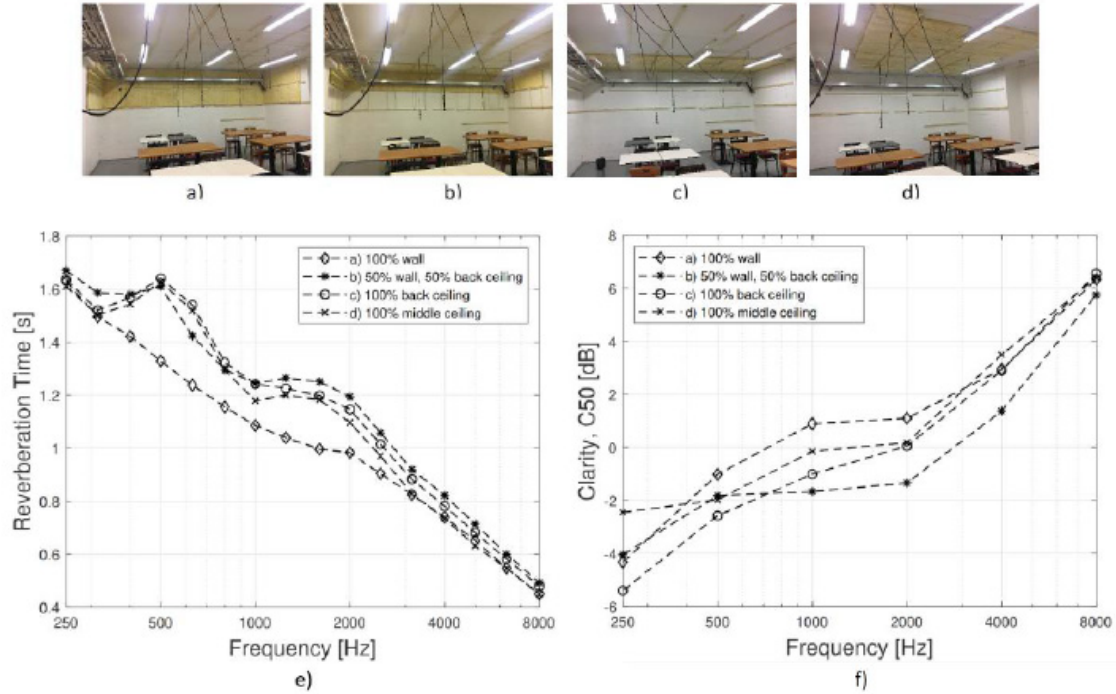 a)
b)
c)
d)
1.8
1.6
1.4
1.2
1
0.8
0.6
0.4
Reverberation Time [s]
a) 100% wall
b) 50% wall, 50% back ceiling
c) 100% back ceiling
d) 100% middle ceiling
250
500
1000
2000
4000
8000
Frequency [Hz]
e)
8
6
4
2
0
-2
-4
-6
Clarity, C50 [dB]
a) 100% wall
b) 50% wall, 50% back ceiling
c) 100% back ceiling
d) 100% middle ceiling
250
500
1000
2000
4000
8000
Frequency [Hz]
f)